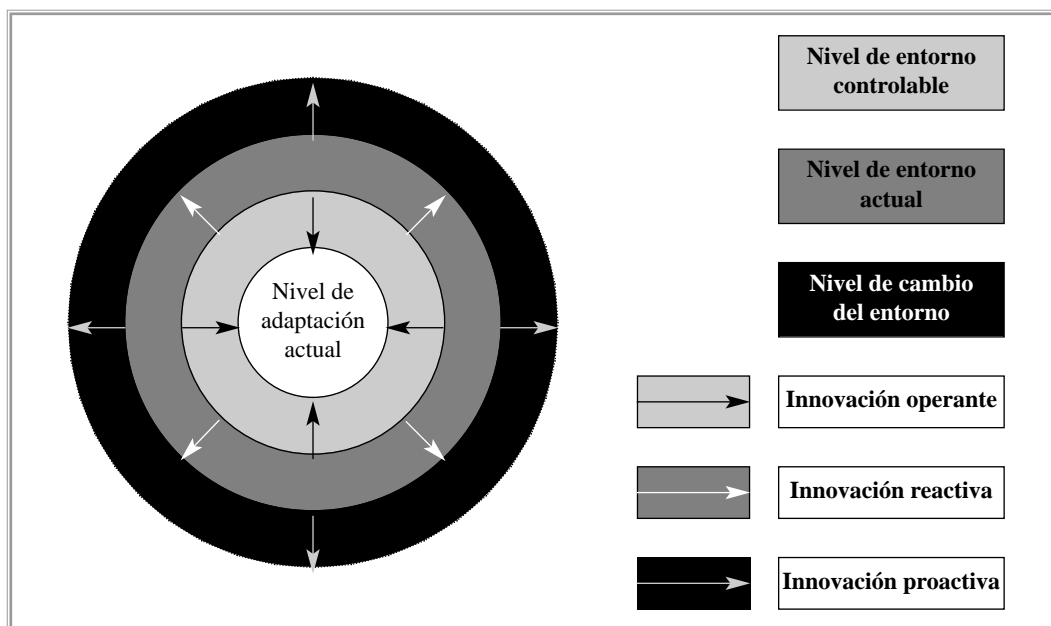 Nivel de
adaptación
actual
Nivel de entorno
controlable
Nivel de entorno
actual
Nivel de cambio
del entorno
Innovación operante
Innovación reactiva
Innovación proactiva